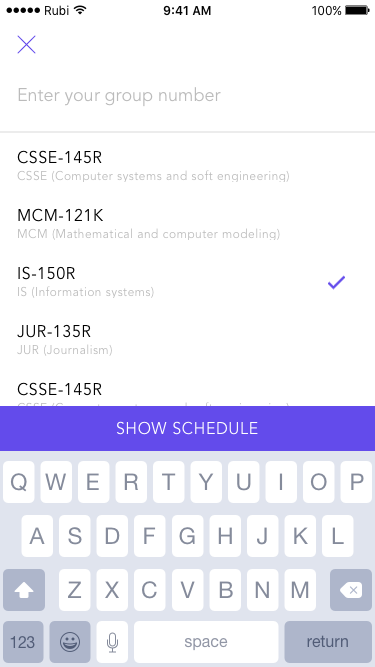 Rubi 9:41 AM 100%
Enter your group number
CSSE-145R
CSSE (Computer systems and soft engineering)
MCM-121K
MCM (Mathematical and computer modeling)
IS-150R
IS (Information systems)
JUR-135R
JUR (Journalism)
CSSE-145R
SHOW SCHEDULE
Q W E R T Y U I O P
A S D F G H J K L
Z X C V B N M
123 space return